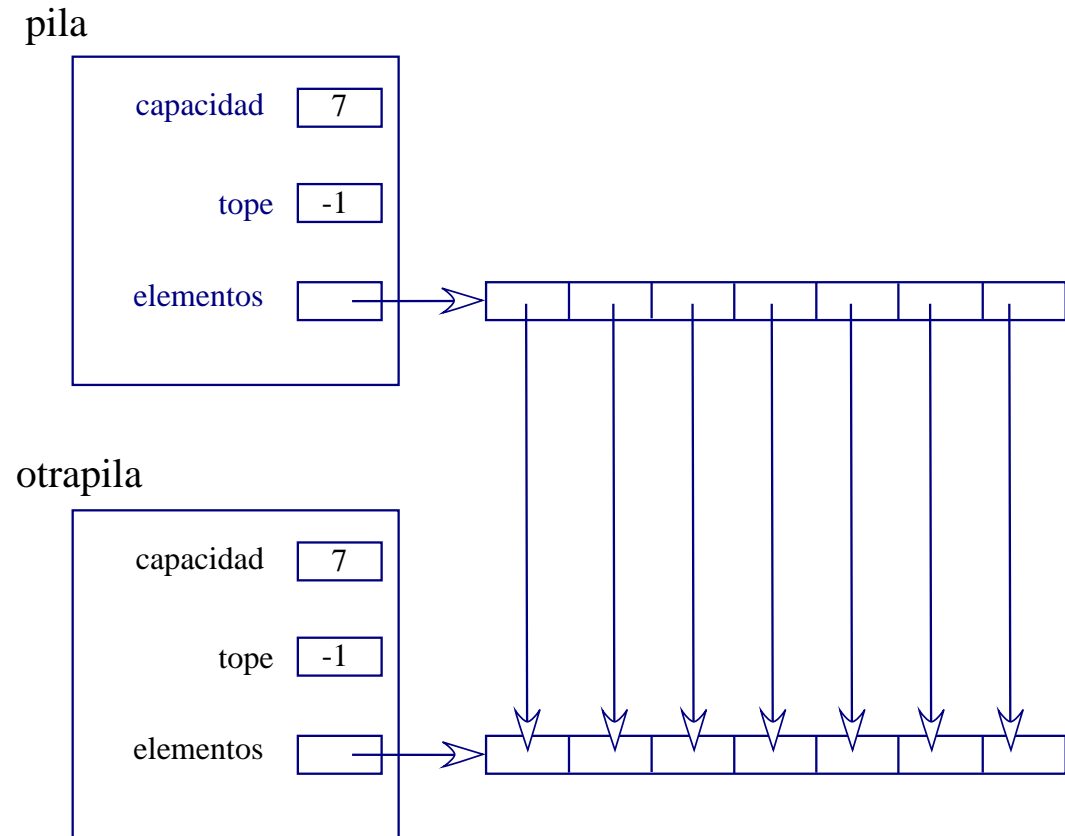 pila
capacidad 7
tope -1
elementos
otrapila
capacidad 7
tope -1
elementos